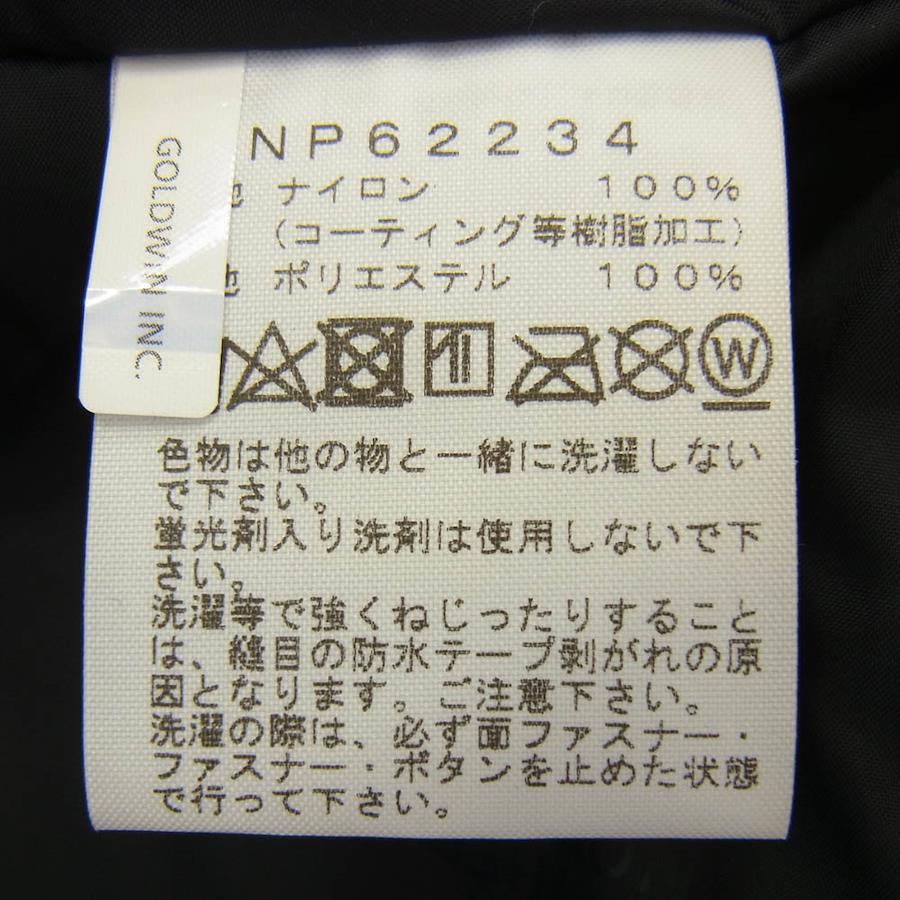 GOLDWIN INC.
NP62234
地 ナイロン 100%
(コーティング等樹脂加工)
地 ポリエステル 100%
W
色物は他の物と一緒に洗濯しない
で下さい。
蛍光剤入り洗剤は使用しないで下
さい。
洗濯等で強くねじったりすること
は、縫目の防水テープ剥がれの原
因となります。ご注意下さい。
洗濯の際は、必ず面ファスナー・
ファスナー・ボタンを止めた状態
で行って下さい。